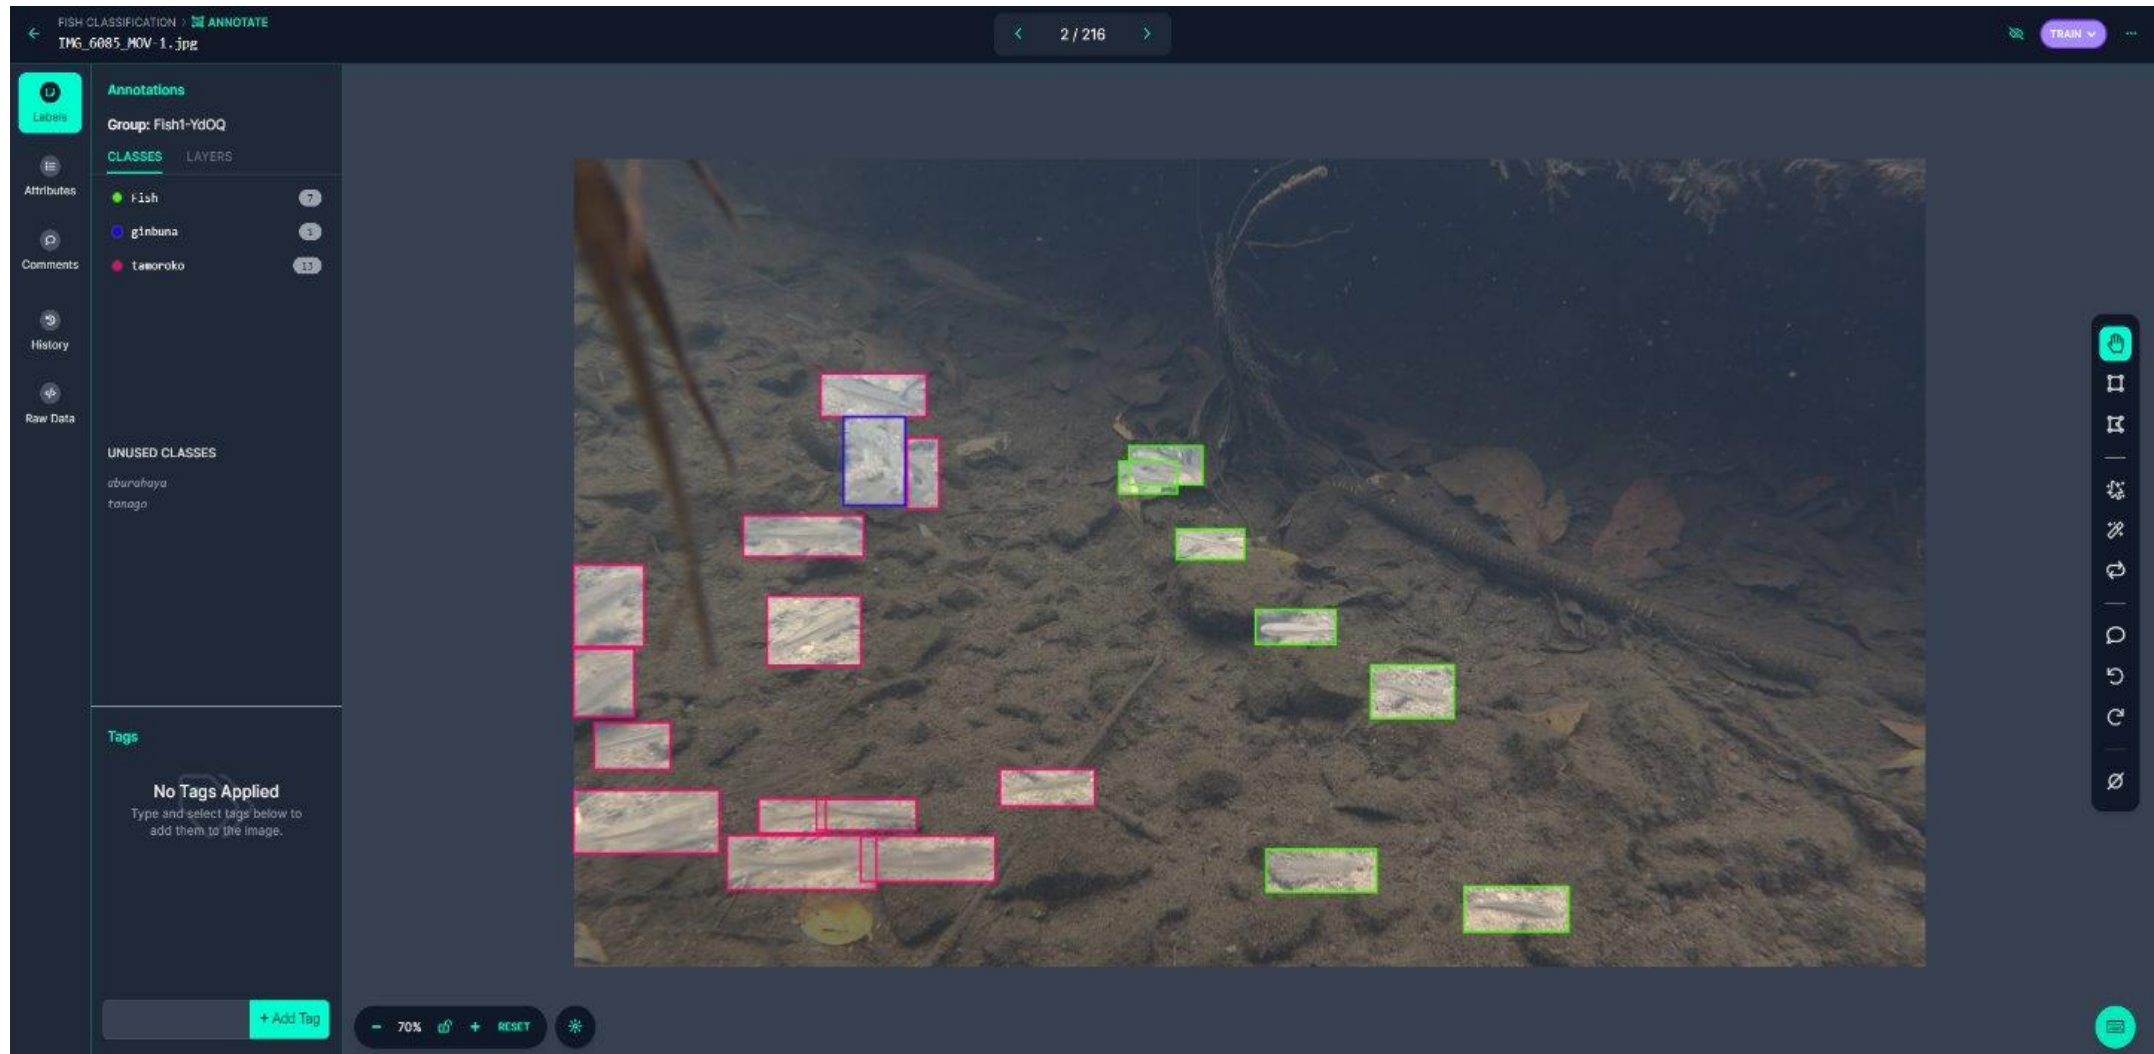 FISH CLASSIFICATION > ANNOTATE
IMG_6085_MOV-1.jpg
2 / 216
TRAIN
Labels
Attributes
Comments
History
Raw Data
Annotations
Group: Fish1-YdOQ
CLASSES LAYERS
Fish 7
ginbuna 1
tamoroko 13
UNUSED CLASSES
aburahaya
tanago
Tags
No Tags Applied
Type and select tags below to
add them to the image.
+ Add Tag
- 70% + RESET